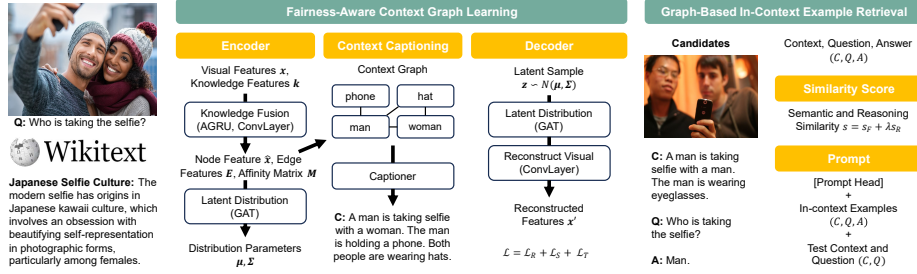 Q: Who is taking the selfie?
Wikitext
Japanese Selfie Culture: The
modern selfie has origins in
Japanese kawaii culture, which
involves an obsession with
beautifying self-representation
in photographic forms,
particularly among females.
Fairness-Aware Context Graph Learning
Encoder
Visual Features x,
Knowledge Features k
Knowledge Fusion
(AGRU, ConvLayer)
Node Feature x̂, Edge
Features E, Affinity Matrix M
Latent Distribution
(GAT)
Distribution Parameters
μ, Σ
Context Captioning
Context Graph
phone
hat
man
woman
Captioner
C: A man is taking selfie
with a woman. The man
is holding a phone. Both
people are wearing hats.
Decoder
Latent Sample
z ∽ N(μ, Σ)
Latent Distribution
(GAT)
Reconstruct Visual
(ConvLayer)
Reconstructed
Features x′
ℒ = ℒR + ℒS + ℒT
Graph-Based In-Context Example Retrieval
Candidates
C: A man is taking
selfie with a man.
The man is wearing
eyeglasses.
Q: Who is taking
the selfie?
A: Man.
Context, Question, Answer
(C, Q, A)
Similarity Score
Semantic and Reasoning
Similarity s = sF + λsR
Prompt
[Prompt Head]
+
In-context Examples
(C, Q, A)
+
Test Context and
Question (C, Q)